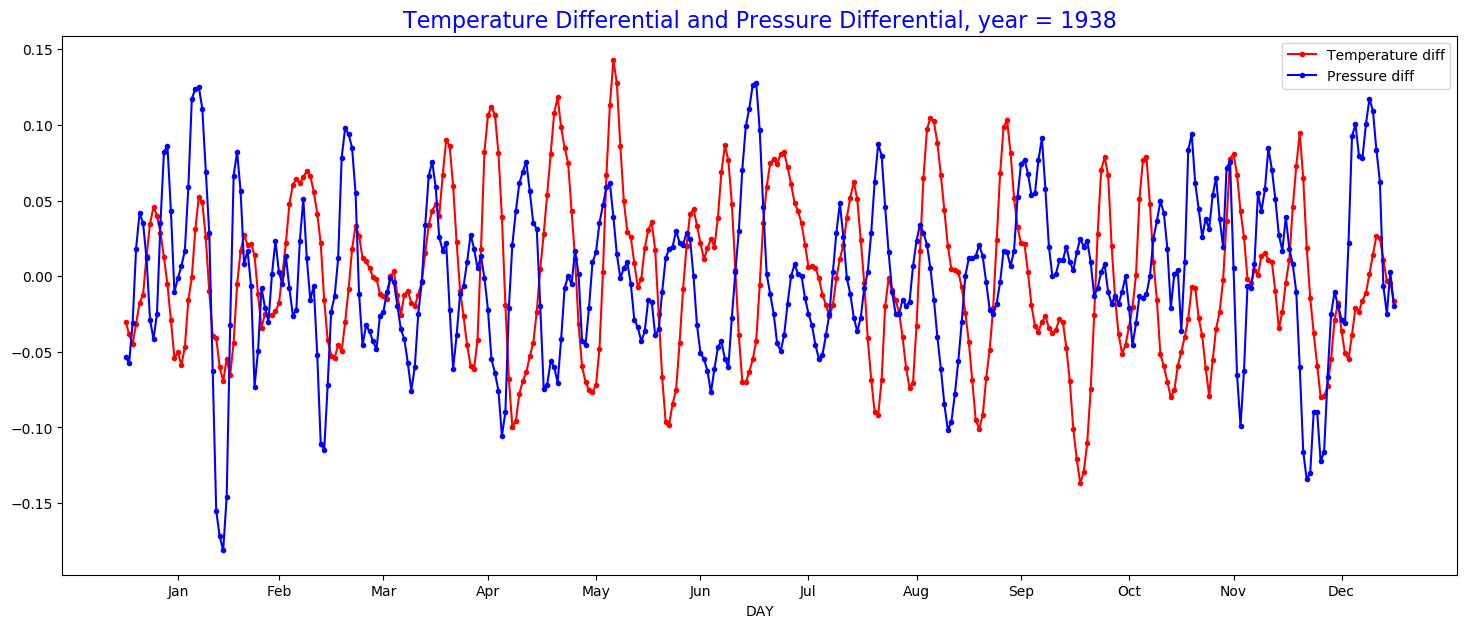 Temperature Differential and Pressure Differential, year = 1938
Temperature diff
Pressure diff
0.15
0.10
0.05
0.00
−0.05
−0.10
−0.15
Jan Feb Mar Apr May Jun Jul Aug Sep Oct Nov Dec
DAY